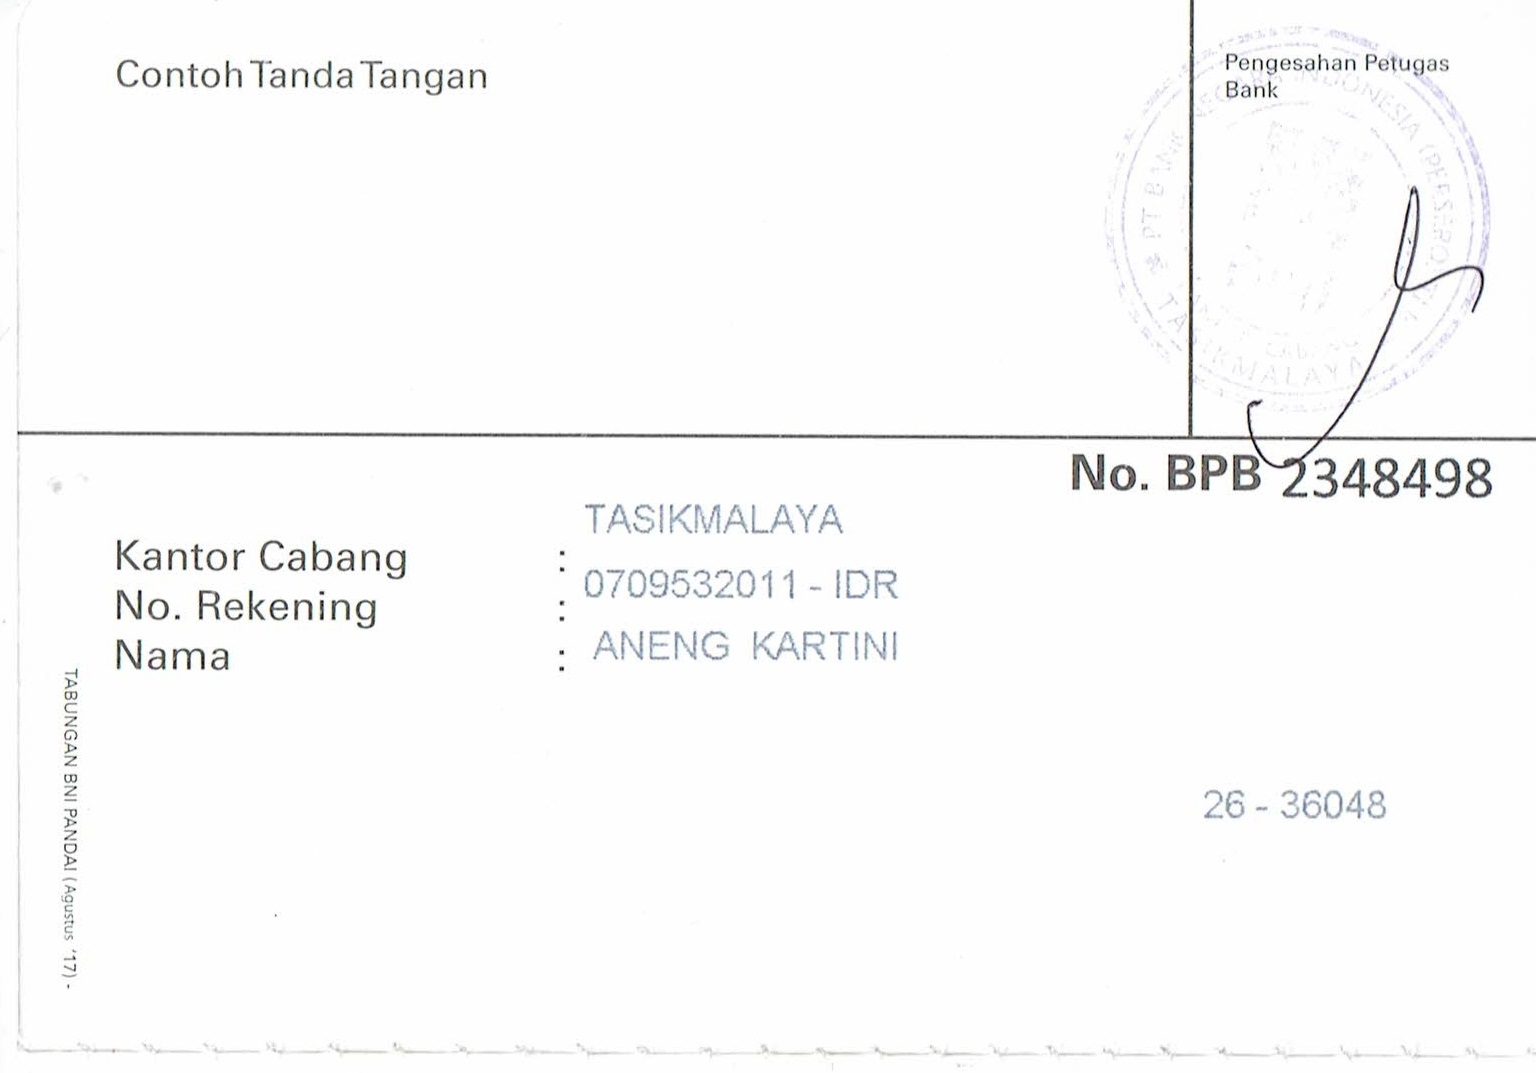 Contoh Tanda Tangan
Pengesahan Petugas
Bank
PT BANK NEGARA INDONESIA (PERSERO)
TASIKMALAYA
No. BPB 2348498
TASIKMALAYA
Kantor Cabang :
0709532011 - IDR
No. Rekening :
ANENG KARTINI
Nama :
26 - 36048
TABUNGAN BNI PANDAI (Agustus '17) -